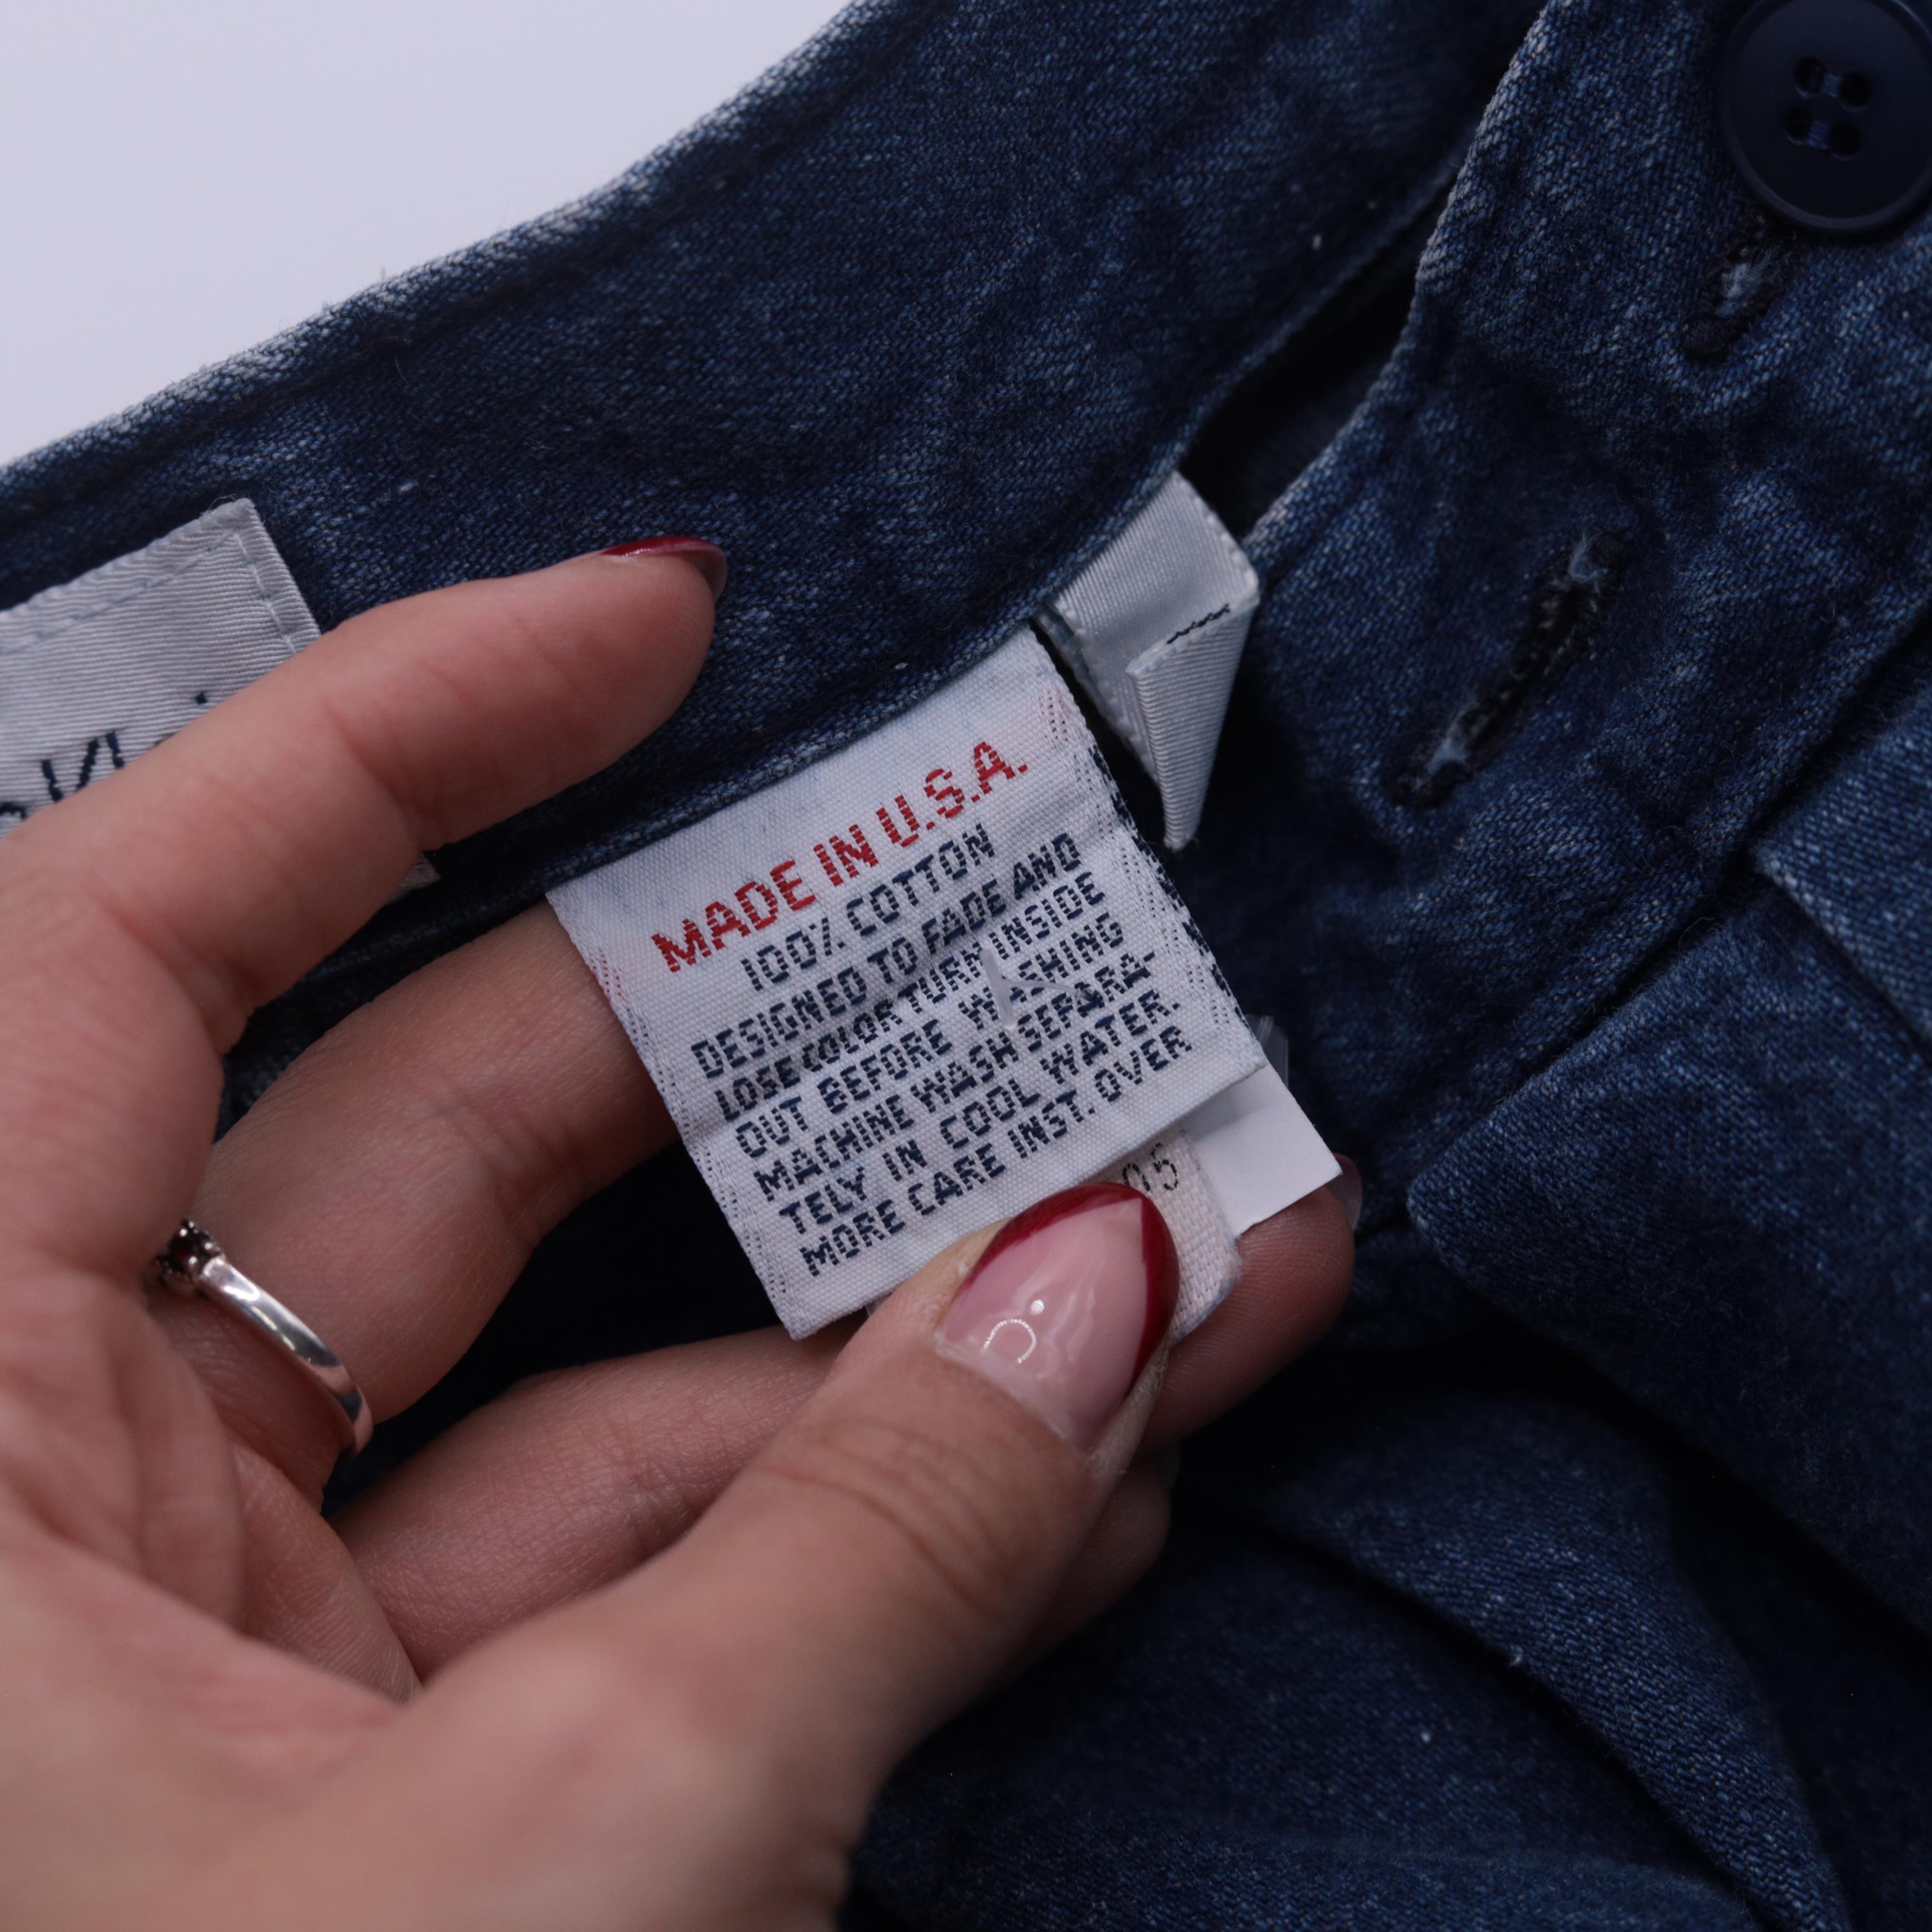 MADE IN U.S.A.
100% COTTON
DESIGNED TO FADE AND
LOSE COLOR TURN INSIDE
OUT BEFORE WASHING
MACHINE WASH SEPARA-
TELY IN COOL WATER.
MORE CARE INST. OVER
05